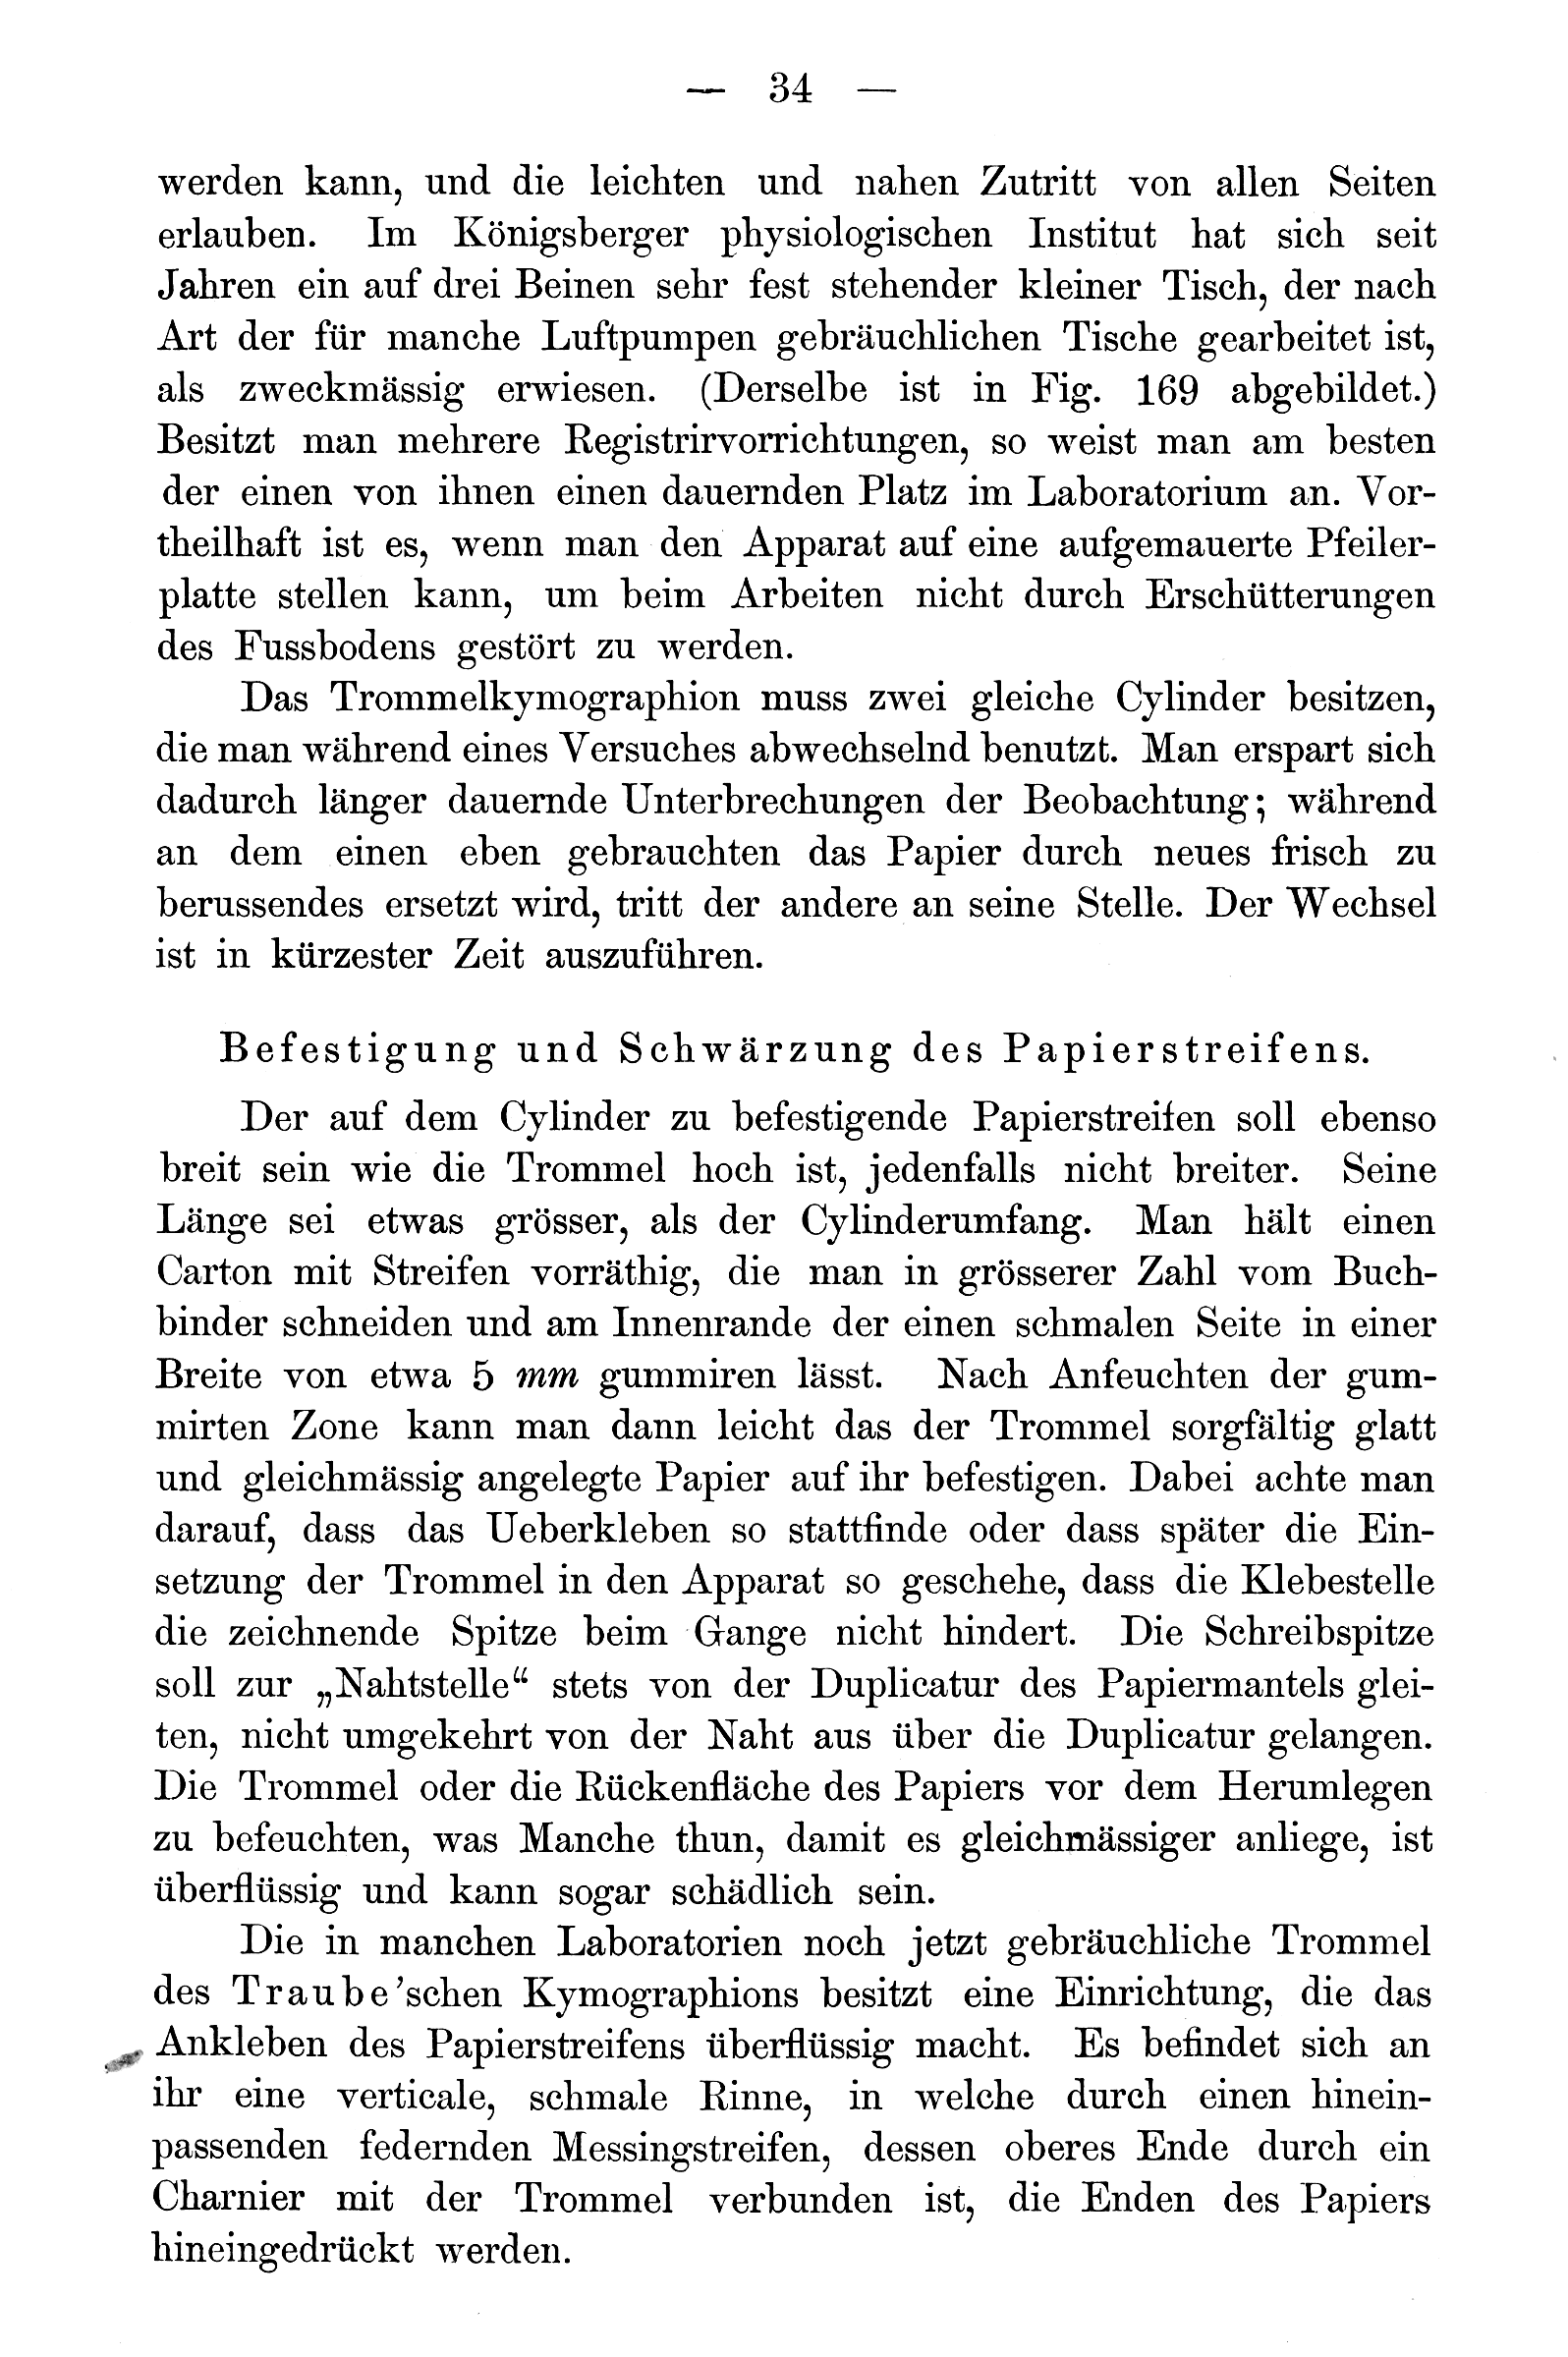 — 34 —
werden kann, und die leichten und nahen Zutritt von allen Seiten
erlauben. Im Königsberger physiologischen Institut hat sich seit
Jahren ein auf drei Beinen sehr fest stehender kleiner Tisch, der nach
Art der für manche Luftpumpen gebräuchlichen Tische gearbeitet ist,
als zweckmässig erwiesen. (Derselbe ist in Fig. 169 abgebildet.)
Besitzt man mehrere Registrirvorrichtungen, so weist man am besten
der einen von ihnen einen dauernden Platz im Laboratorium an. Vor-
theilhaft ist es, wenn man den Apparat auf eine aufgemauerte Pfeiler-
platte stellen kann, um beim Arbeiten nicht durch Erschütterungen
des Fussbodens gestört zu werden.
Das Trommelkymographion muss zwei gleiche Cylinder besitzen,
die man während eines Versuches abwechselnd benutzt. Man erspart sich
dadurch länger dauernde Unterbrechungen der Beobachtung; während
an dem einen eben gebrauchten das Papier durch neues frisch zu
berussendes ersetzt wird, tritt der andere an seine Stelle. Der Wechsel
ist in kürzester Zeit auszuführen.
Befestigung und Schwärzung des Papierstreifens.
Der auf dem Cylinder zu befestigende Papierstreifen soll ebenso
breit sein wie die Trommel hoch ist, jedenfalls nicht breiter. Seine
Länge sei etwas grösser, als der Cylinderumfang. Man hält einen
Carton mit Streifen vorräthig, die man in grösserer Zahl vom Buch-
binder schneiden und am Innenrande der einen schmalen Seite in einer
Breite von etwa 5 mm gummiren lässt. Nach Anfeuchten der gum-
mirten Zone kann man dann leicht das der Trommel sorgfältig glatt
und gleichmässig angelegte Papier auf ihr befestigen. Dabei achte man
darauf, dass das Ueberkleben so stattfinde oder dass später die Ein-
setzung der Trommel in den Apparat so geschehe, dass die Klebestelle
die zeichnende Spitze beim Gange nicht hindert. Die Schreibspitze
soll zur „Nahtstelle“ stets von der Duplicatur des Papiermantels glei-
ten, nicht umgekehrt von der Naht aus über die Duplicatur gelangen.
Die Trommel oder die Rückenfläche des Papiers vor dem Herumlegen
zu befeuchten, was Manche thun, damit es gleichmässiger anliege, ist
überflüssig und kann sogar schädlich sein.
Die in manchen Laboratorien noch jetzt gebräuchliche Trommel
des Traube’schen Kymographions besitzt eine Einrichtung, die das
Ankleben des Papierstreifens überflüssig macht. Es befindet sich an
ihr eine verticale, schmale Rinne, in welche durch einen hinein-
passenden federnden Messingstreifen, dessen oberes Ende durch ein
Charnier mit der Trommel verbunden ist, die Enden des Papiers
hineingedrückt werden.